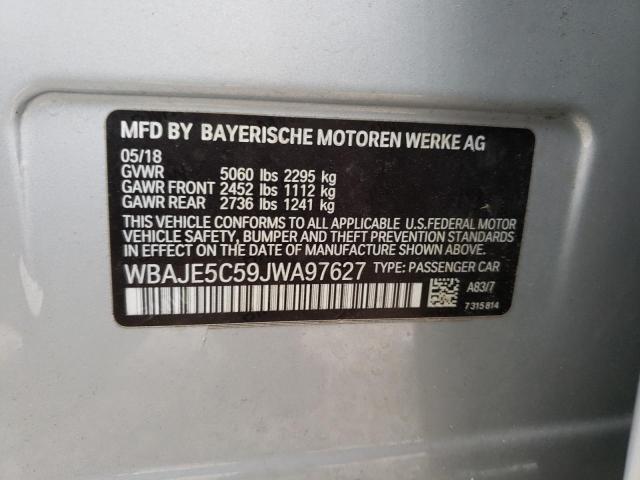 MFD BY BAYERISCHE MOTOREN WERKE AG
05/18
GVWR 5060 lbs 2295 kg
GAWR FRONT 2452 lbs 1112 kg
GAWR REAR 2736 lbs 1241 kg
THIS VEHICLE CONFORMS TO ALL APPLICABLE U.S.FEDERAL MOTOR
VEHICLE SAFETY, BUMPER AND THEFT PREVENTION STANDARDS
IN EFFECT ON THE DATE OF MANUFACTURE SHOWN ABOVE.
WBAJE5C59JWA97627 TYPE: PASSENGER CAR
A83/7
7315814